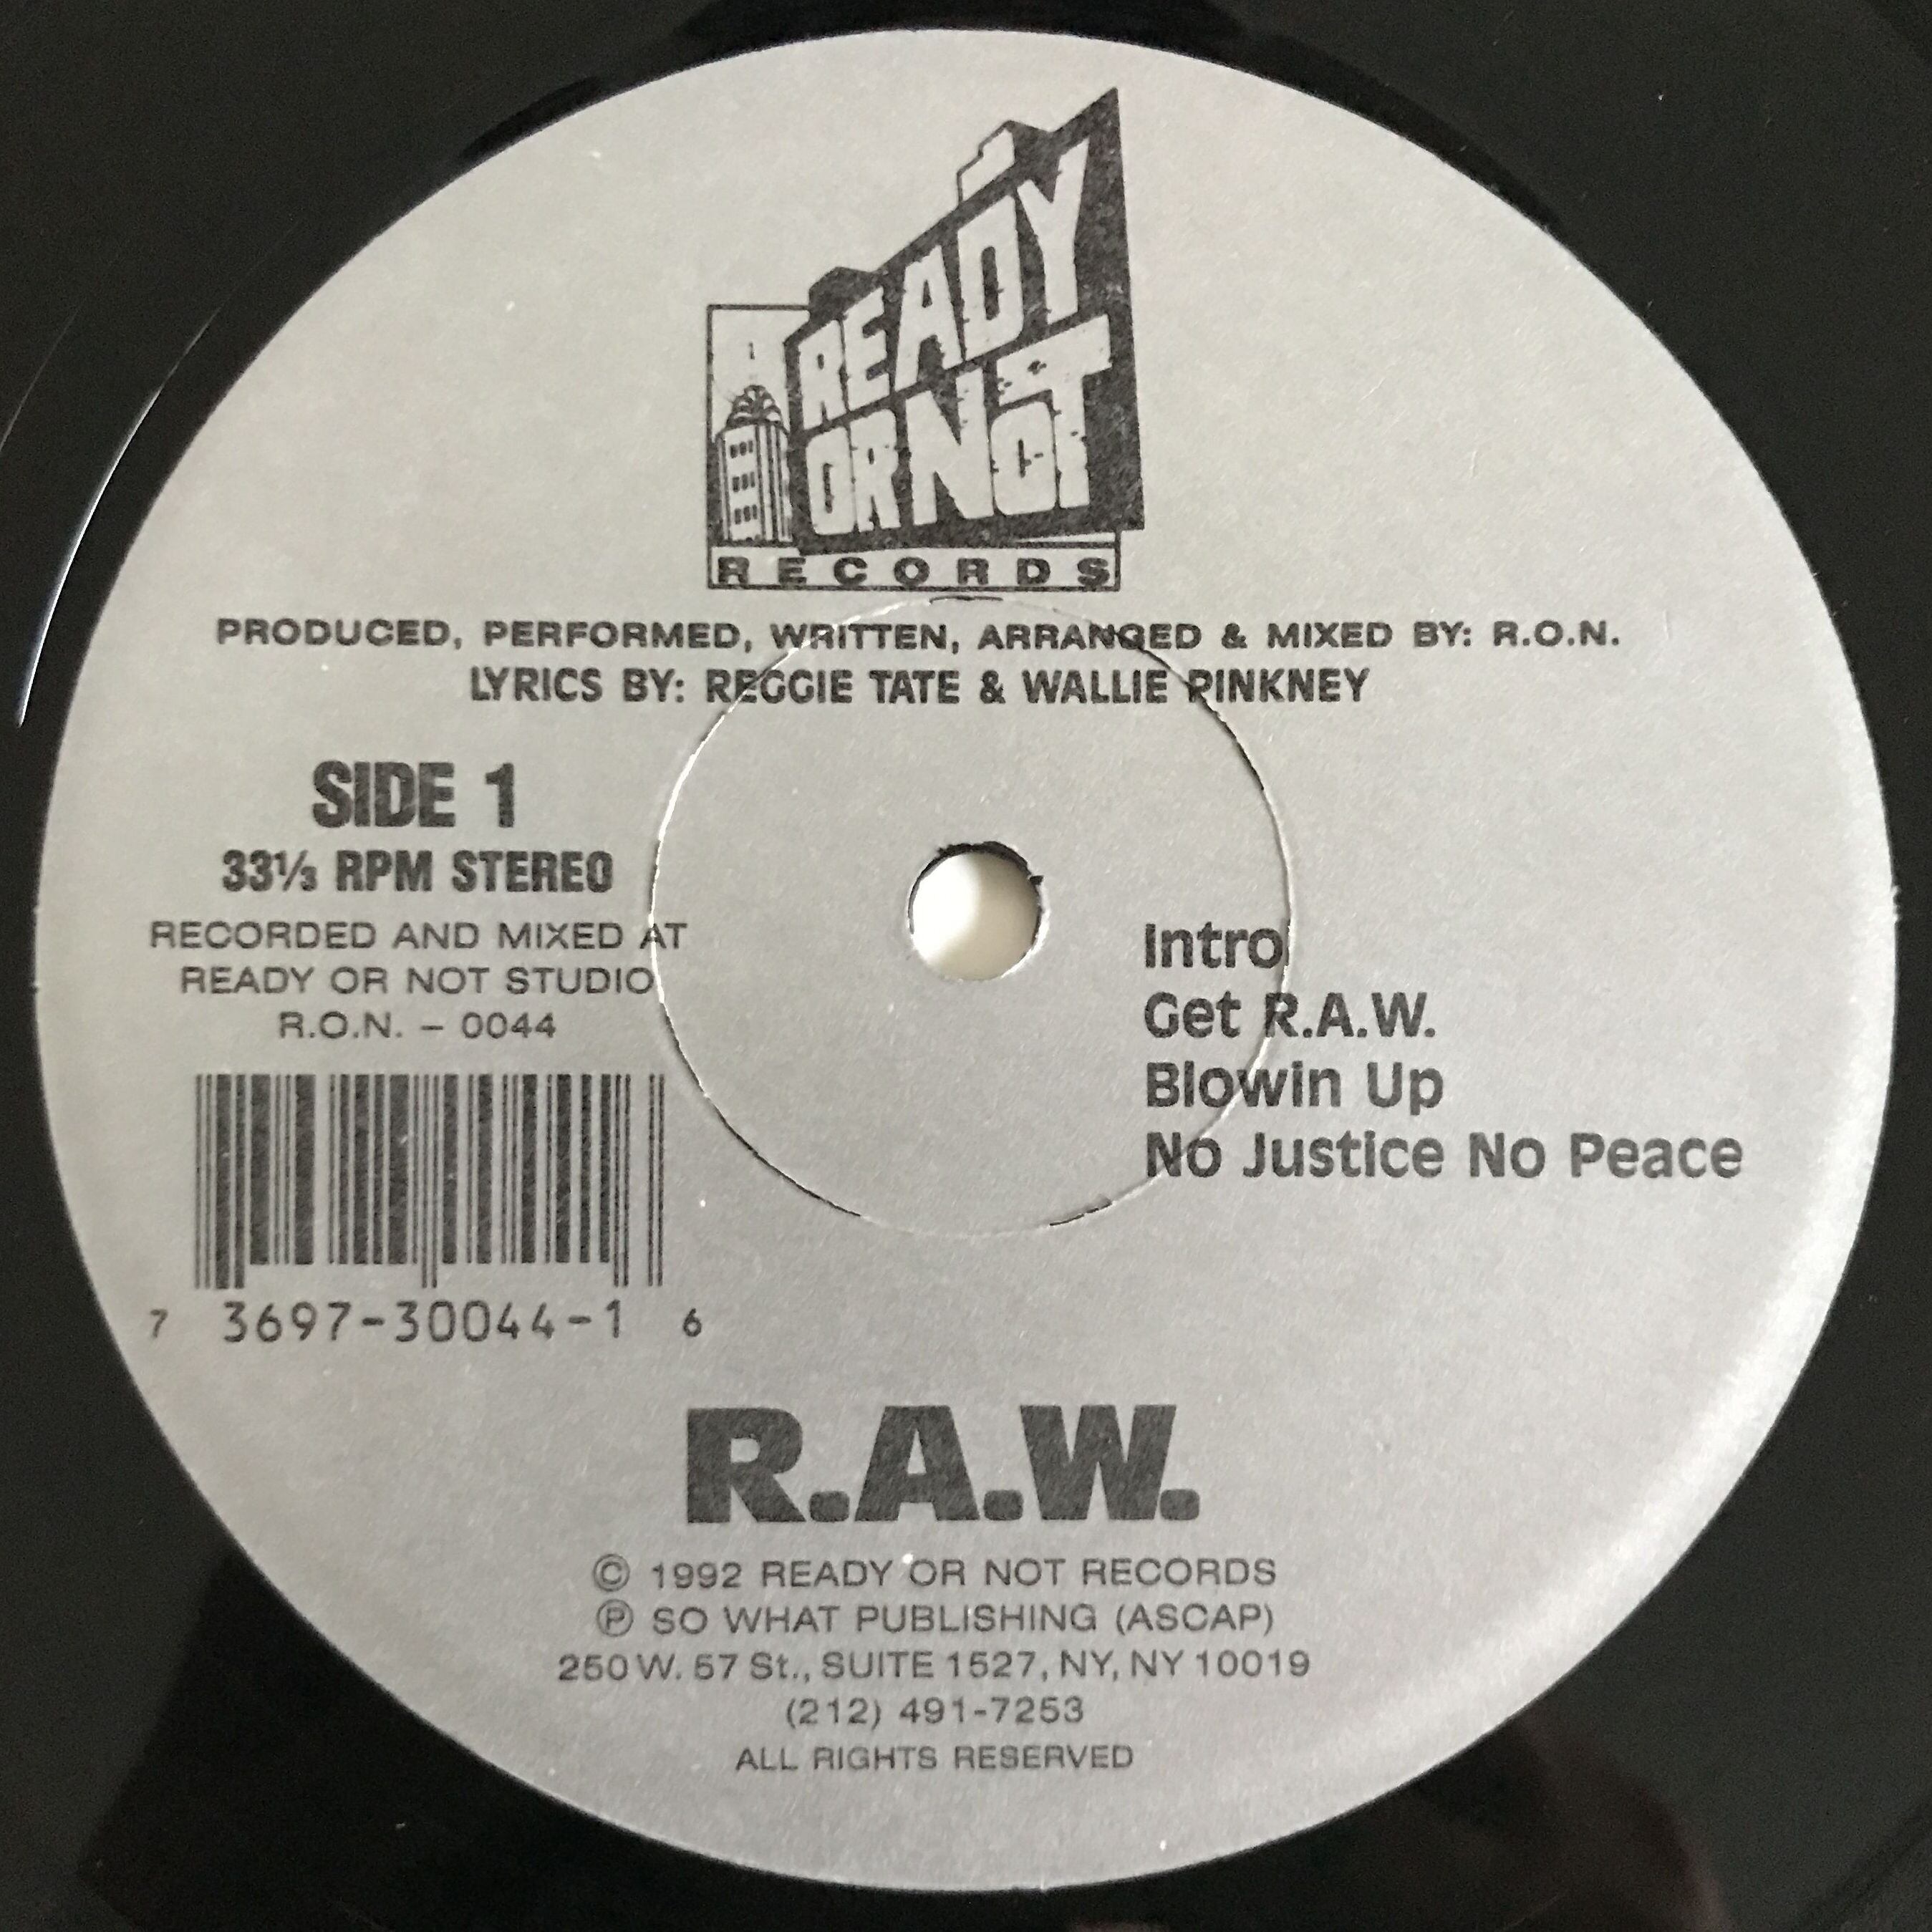 READY
OR NOT
RECORDS
PRODUCED, PERFORMED, WRITTEN, ARRANGED & MIXED BY: R.O.N.
LYRICS BY: REGGIE TATE & WALLIE PINKNEY
SIDE 1
33⅓ RPM STEREO
RECORDED AND MIXED AT
READY OR NOT STUDIO
R.O.N. – 0044
7 3697-30044-1 6
Intro
Get R.A.W.
Blowin Up
No Justice No Peace
R.A.W.
© 1992 READY OR NOT RECORDS
℗ SO WHAT PUBLISHING (ASCAP)
250 W. 57 St., SUITE 1527, NY, NY 10019
(212) 491-7253
ALL RIGHTS RESERVED